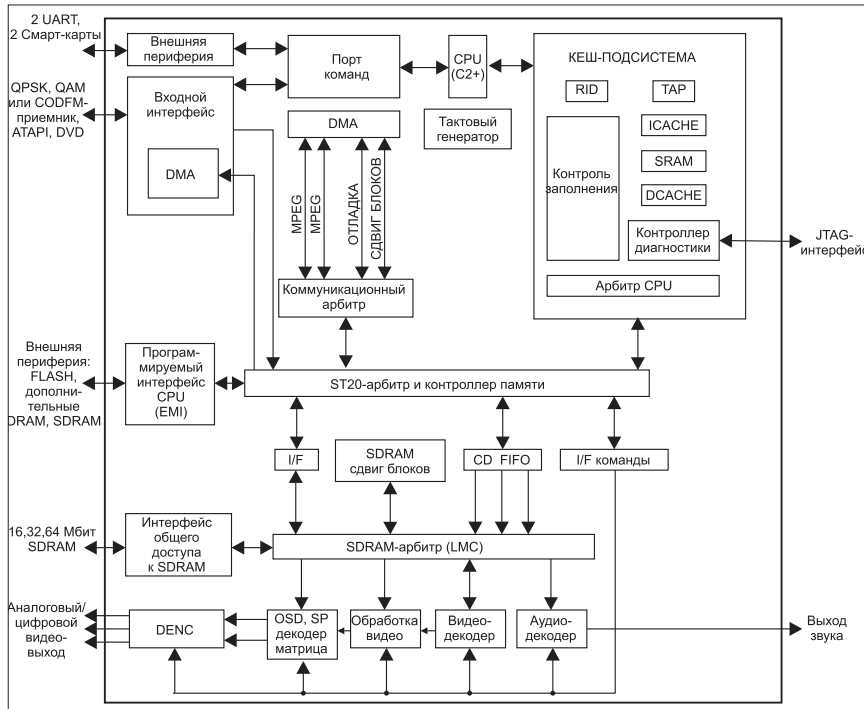 2 UART,
2 Смарт-карты
Внешняя
периферия
Порт
команд
CPU
(C2+)
КЕШ-ПОДСИСТЕМА
RID
TAP
QPSK, QAM
или CODFM-
приемник,
ATAPI, DVD
Входной
интерфейс
DMA
DMA
Тактовый
генератор
ICACHE
SRAM
DCACHE
Контроль
заполнения
Контроллер
диагностики
JTAG-
интерфейс
Арбитр CPU
MPEG
MPEG
ОТЛАДКА
СДВИГ БЛОКОВ
Коммуникационный
арбитр
Внешняя
периферия:
FLASH,
дополни-
тельные
DRAM, SDRAM
Програм-
мируемый
интерфейс
CPU
(EMI)
ST20-арбитр и контроллер памяти
I/F
SDRAM
сдвиг блоков
CD FIFO
I/F команды
16,32,64 Мбит
SDRAM
Интерфейс
общего
доступа
к SDRAM
SDRAM-арбитр (LMC)
Аналоговый/
цифровой
видео-
выход
DENC
OSD, SP
декодер
матрица
Обработка
видео
Видео-
декодер
Аудио-
декодер
Выход
звука